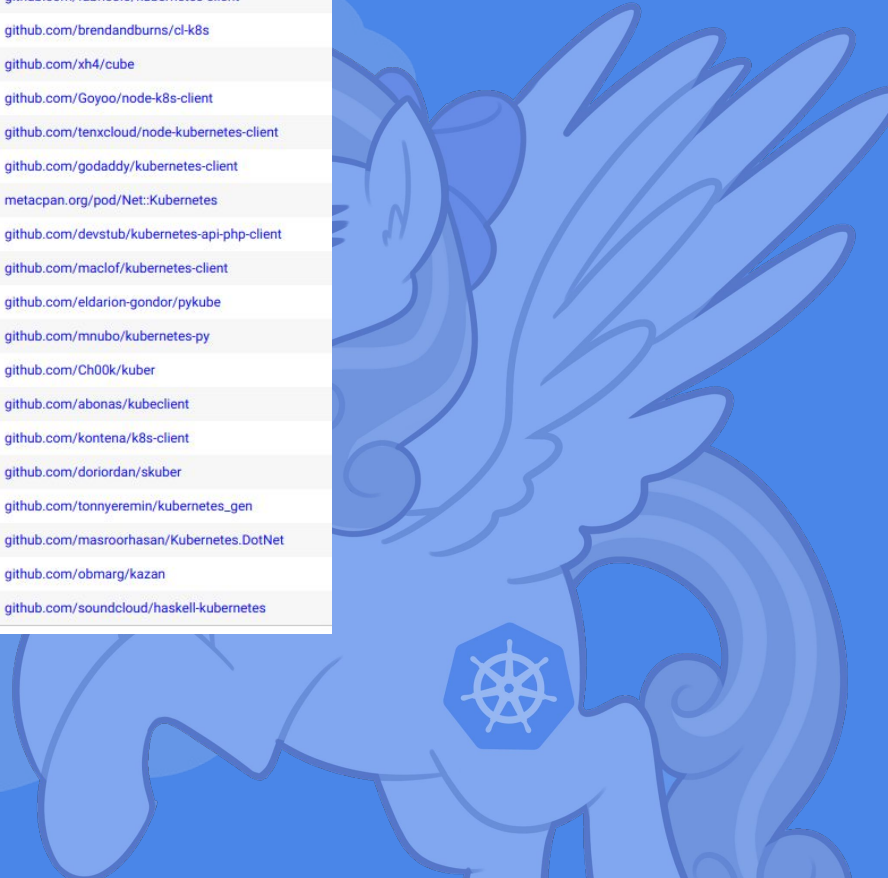 github.com/brendandburns/cl-k8s
github.com/xh4/cube
github.com/Goyoo/node-k8s-client
github.com/tenxcloud/node-kubernetes-client
github.com/godaddy/kubernetes-client
metacpan.org/pod/Net::Kubernetes
github.com/devstub/kubernetes-api-php-client
github.com/maclof/kubernetes-client
github.com/eldarion-gondor/pykube
github.com/mnubo/kubernetes-py
github.com/Ch00k/kuber
github.com/abonas/kubeclient
github.com/kontena/k8s-client
github.com/doriordan/skuber
github.com/tonnyeremin/kubernetes_gen
github.com/masroorhasan/Kubernetes.DotNet
github.com/obmarg/kazan
github.com/soundcloud/haskell-kubernetes